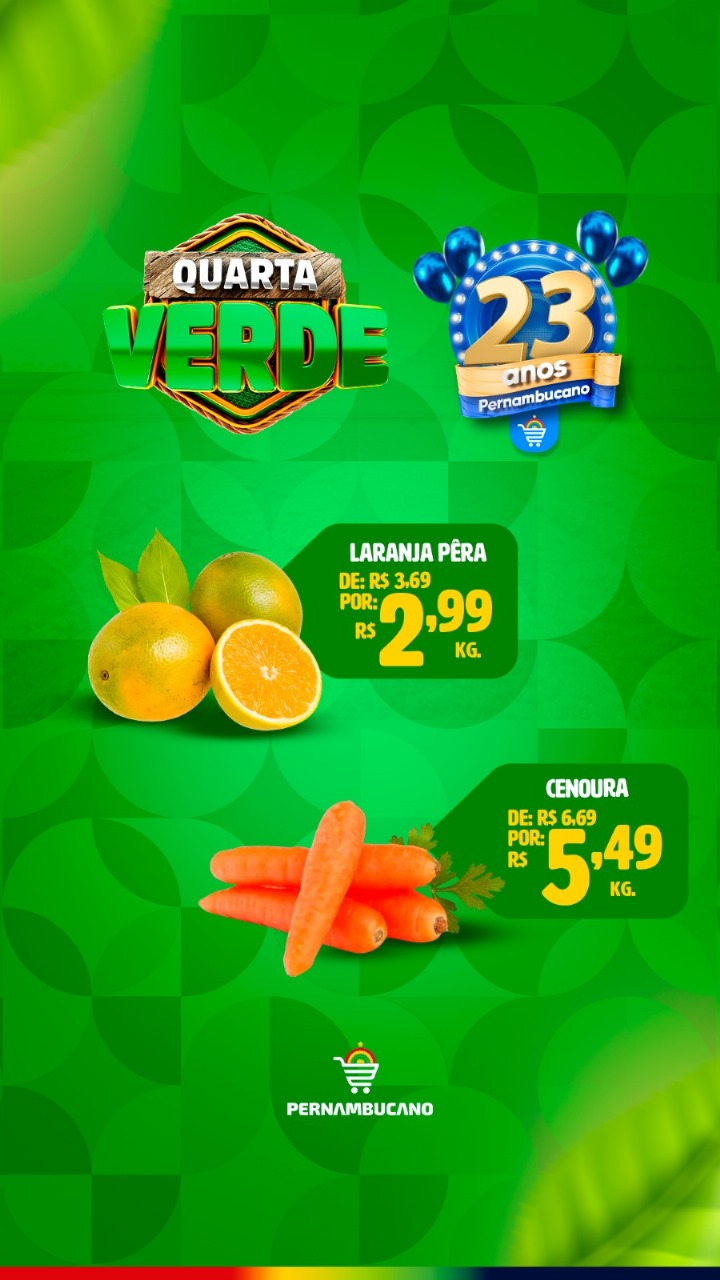 QUARTA
VERDE
23
anos
Pernambucano
LARANJA PÊRA
DE: R$ 3,69
POR:
R$ 2,99
KG.
CENOURA
DE: R$ 6,69
POR:
R$ 5,49
KG.
PERNAMBUCANO